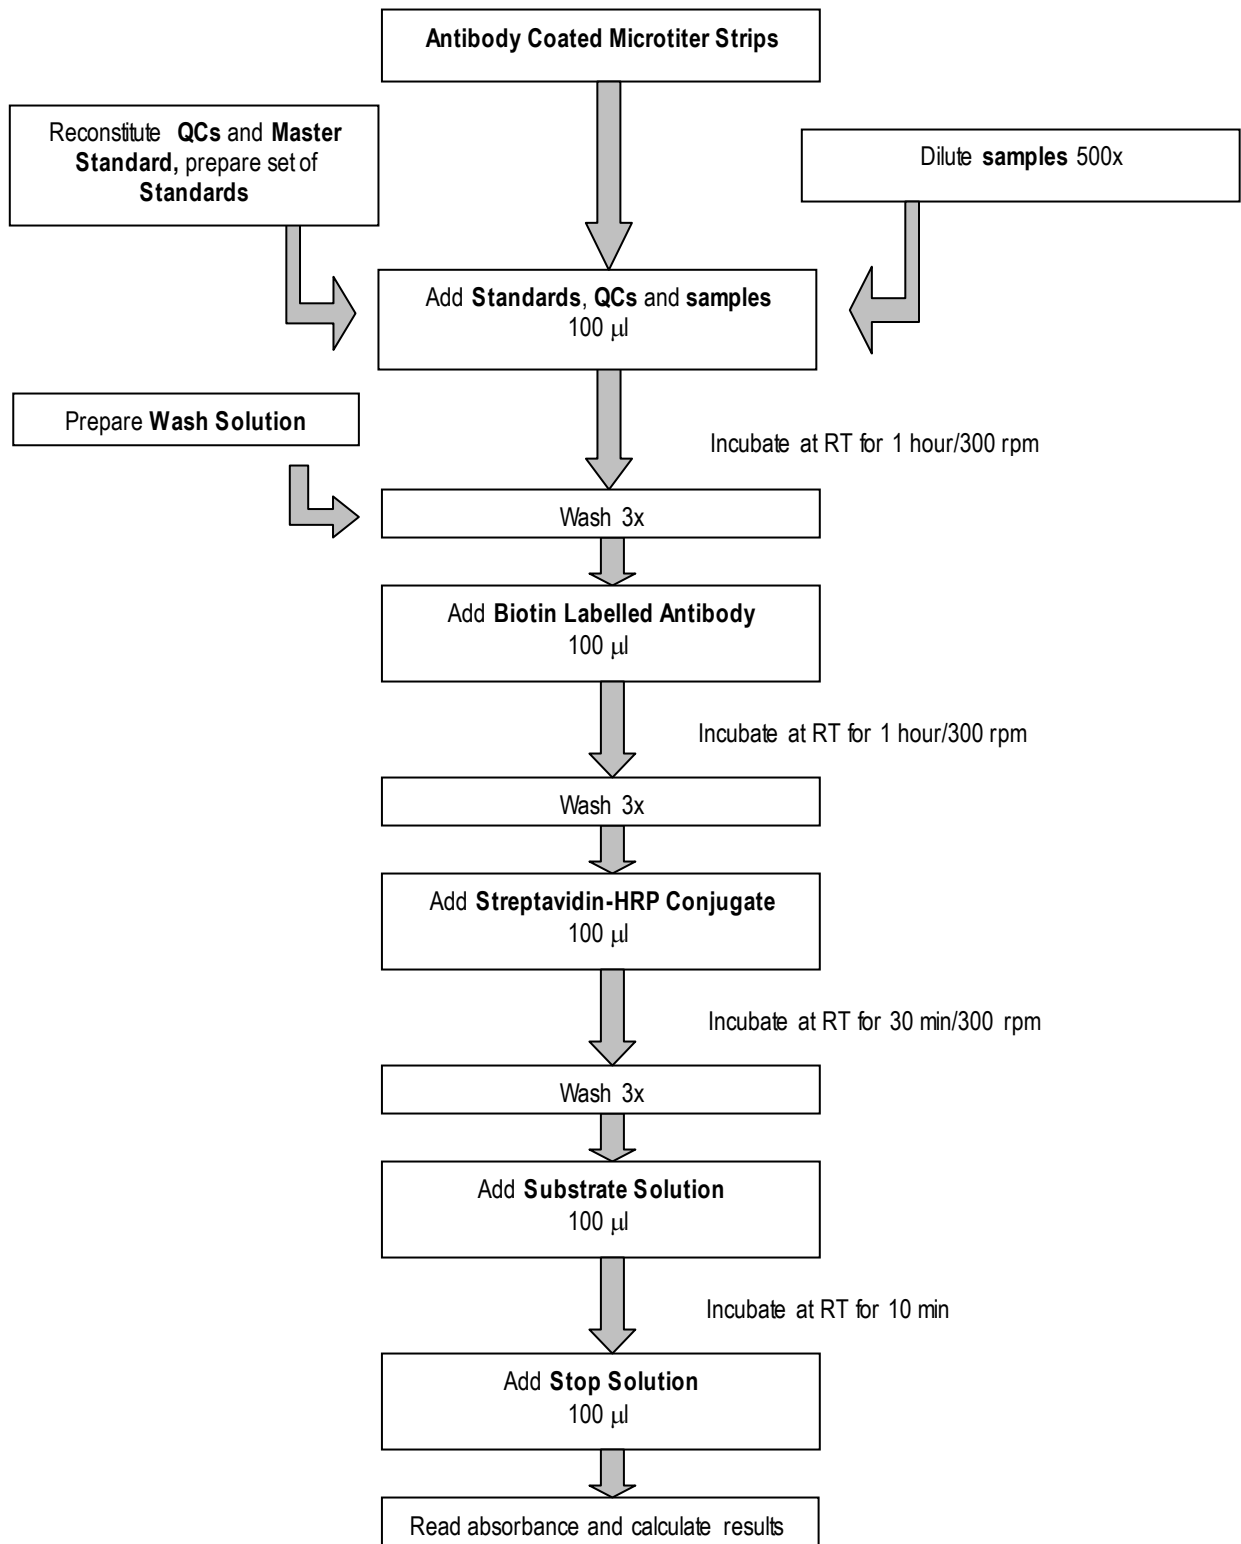 Antibody Coated Microtiter Strips
Reconstitute QCs and Master
Standard, prepare set of
Standards
Dilute samples 500x
Add Standards, QCs and samples
100 µl
Prepare Wash Solution
Incubate at RT for 1 hour/300 rpm
Wash 3x
Add Biotin Labelled Antibody
100 µl
Incubate at RT for 1 hour/300 rpm
Wash 3x
Add Streptavidin-HRP Conjugate
100 µl
Incubate at RT for 30 min/300 rpm
Wash 3x
Add Substrate Solution
100 µl
Incubate at RT for 10 min
Add Stop Solution
100 µl
Read absorbance and calculate results